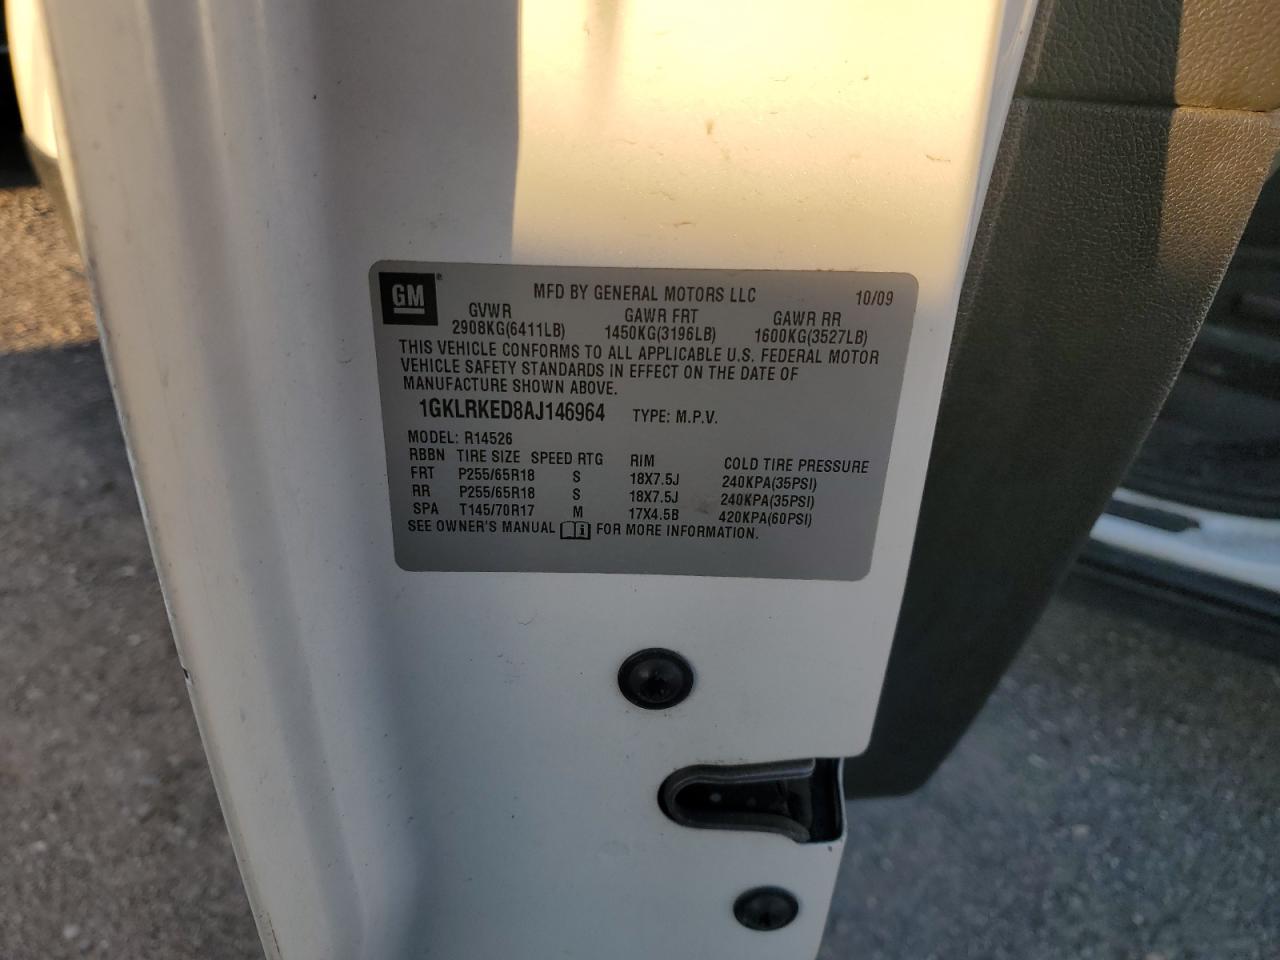 GM® MFD BY GENERAL MOTORS LLC 10/09
GVWR GAWR FRT GAWR RR
2908KG(6411LB) 1450KG(3196LB) 1600KG(3527LB)
THIS VEHICLE CONFORMS TO ALL APPLICABLE U.S. FEDERAL MOTOR
VEHICLE SAFETY STANDARDS IN EFFECT ON THE DATE OF
MANUFACTURE SHOWN ABOVE.
1GKLRKED8AJ146964 TYPE: M.P.V.
MODEL: R14526
RBBN TIRE SIZE SPEED RTG RIM COLD TIRE PRESSURE
FRT P255/65R18 S 18X7.5J 240KPA(35PSI)
RR P255/65R18 S 18X7.5J 240KPA(35PSI)
SPA T145/70R17 M 17X4.5B 420KPA(60PSI)
SEE OWNER'S MANUAL i FOR MORE INFORMATION.